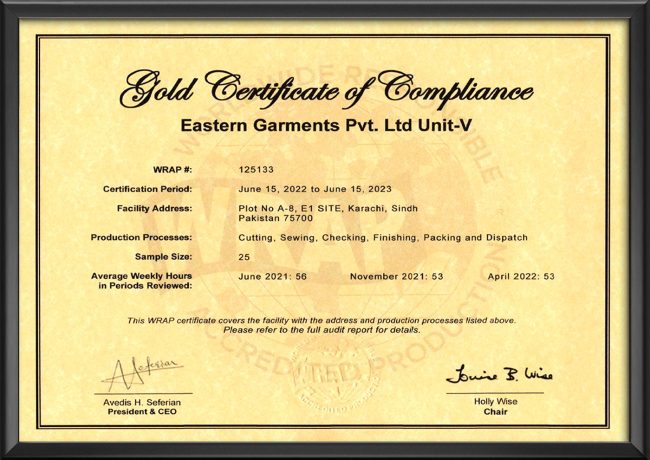 Gold Certificate of Compliance
Eastern Garments Pvt. Ltd Unit-V
WRAP #: 125133
Certification Period: June 15, 2022 to June 15, 2023
Facility Address: Plot No A-8, E1 SITE, Karachi, Sindh
Pakistan 75700
Production Processes: Cutting, Sewing, Checking, Finishing, Packing and Dispatch
Sample Size: 25
Average Weekly Hours
in Periods Reviewed: June 2021: 56 November 2021: 53 April 2022: 53
This WRAP certificate covers the facility with the address and production processes listed above.
Please refer to the full audit report for details.
Avedis H. Seferian
President & CEO
Holly Wise
Chair
WRAP